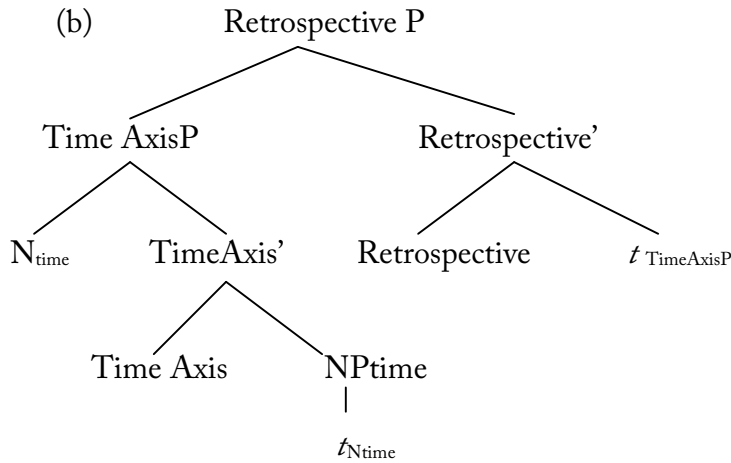 (b) Retrospective P
Time AxisP Retrospective’
Ntime TimeAxis’ Retrospective t TimeAxisP
Time Axis NPtime
tNtime